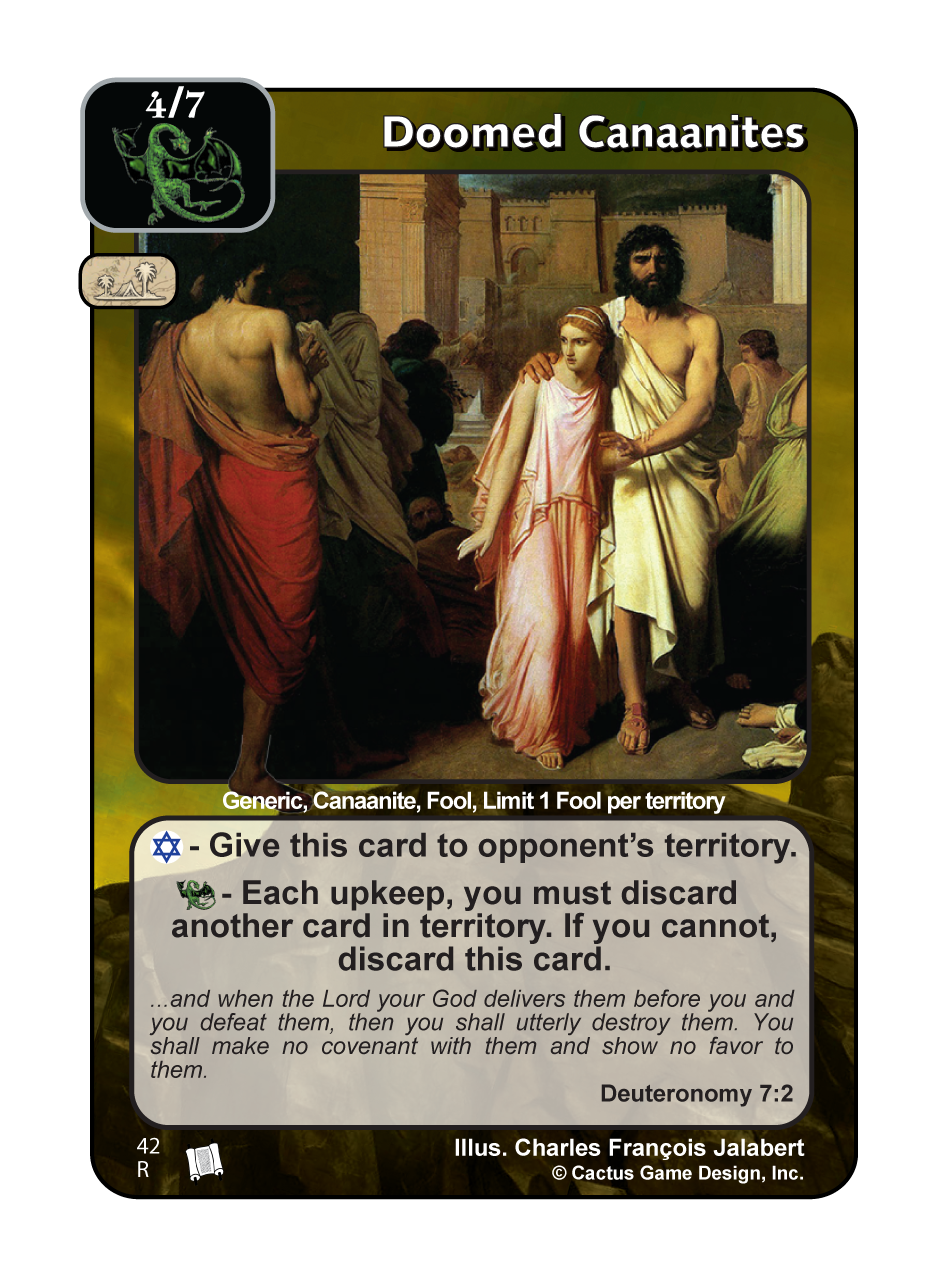 4/7
Doomed Canaanites
Generic, Canaanite, Fool, Limit 1 Fool per territory
- Give this card to opponent's territory.
- Each upkeep, you must discard
another card in territory. If you cannot,
discard this card.
...and when the Lord your God delivers them before you and
you defeat them, then you shall utterly destroy them. You
shall make no covenant with them and show no favor to
them.
Deuteronomy 7:2
42
R
Illus. Charles François Jalabert
© Cactus Game Design, Inc.